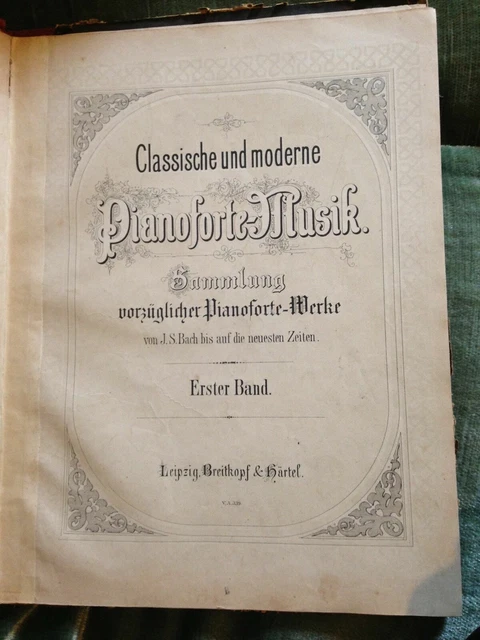 Classische und moderne
Pianoforte-Musik.
Sammlung
vorzüglicher Pianoforte-Werke
von J. S. Bach bis auf die neuesten Zeiten.
Erster Band.
Leipzig, Breitkopf & Härtel.